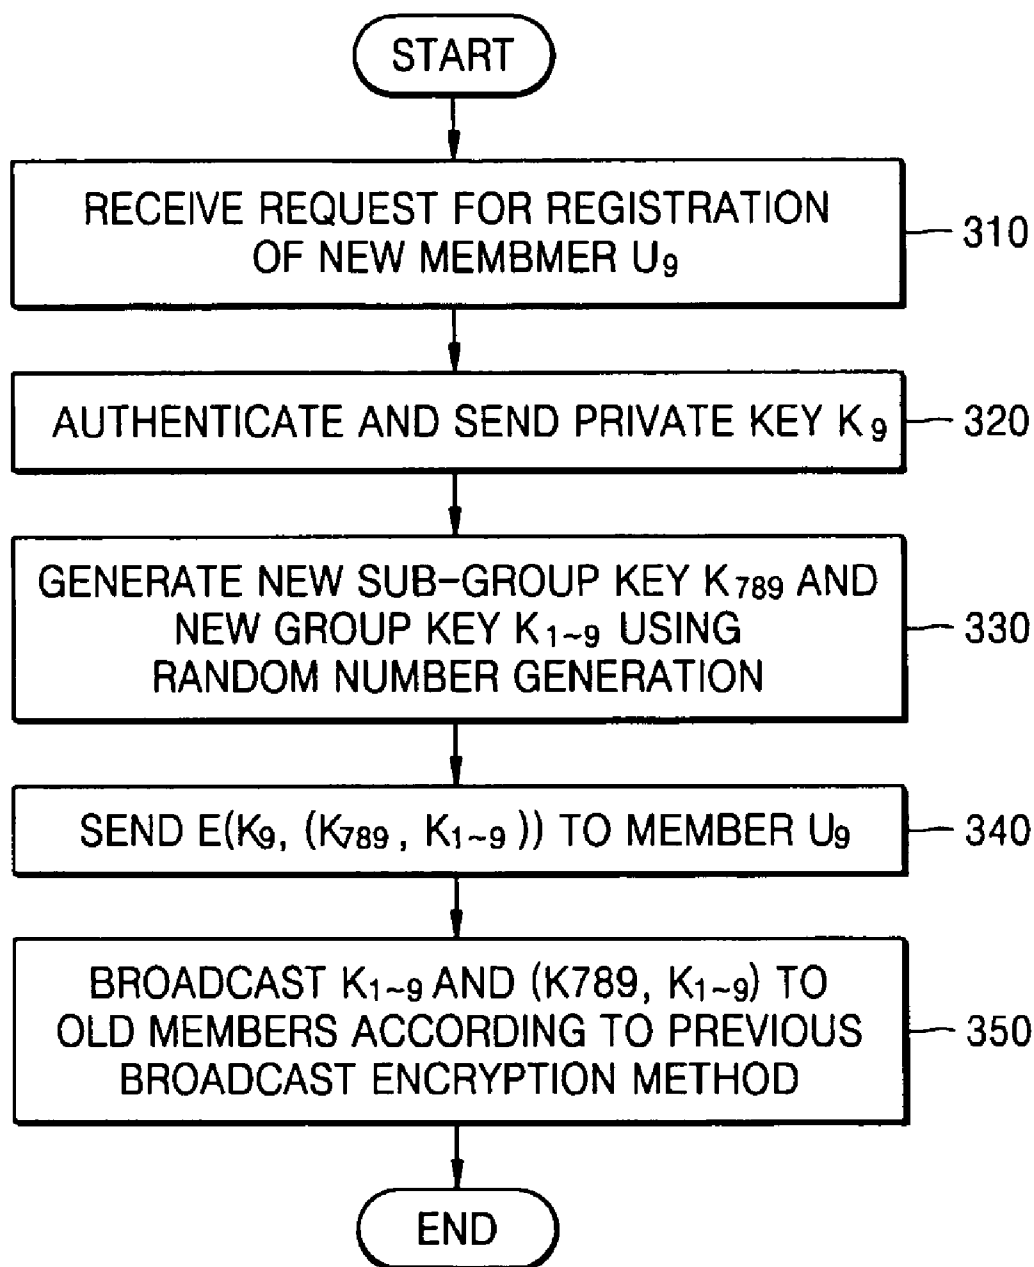 START
RECEIVE REQUEST FOR REGISTRATION
OF NEW MEMBMER U₉
310
AUTHENTICATE AND SEND PRIVATE KEY K₉
320
GENERATE NEW SUB-GROUP KEY K₇₈₉ AND
NEW GROUP KEY K₁~₉ USING
RANDOM NUMBER GENERATION
330
SEND E(K₉, (K₇₈₉, K₁~₉)) TO MEMBER U₉
340
BROADCAST K₁~₉ AND (K789, K₁~₉) TO
OLD MEMBERS ACCORDING TO PREVIOUS
BROADCAST ENCRYPTION METHOD
350
END